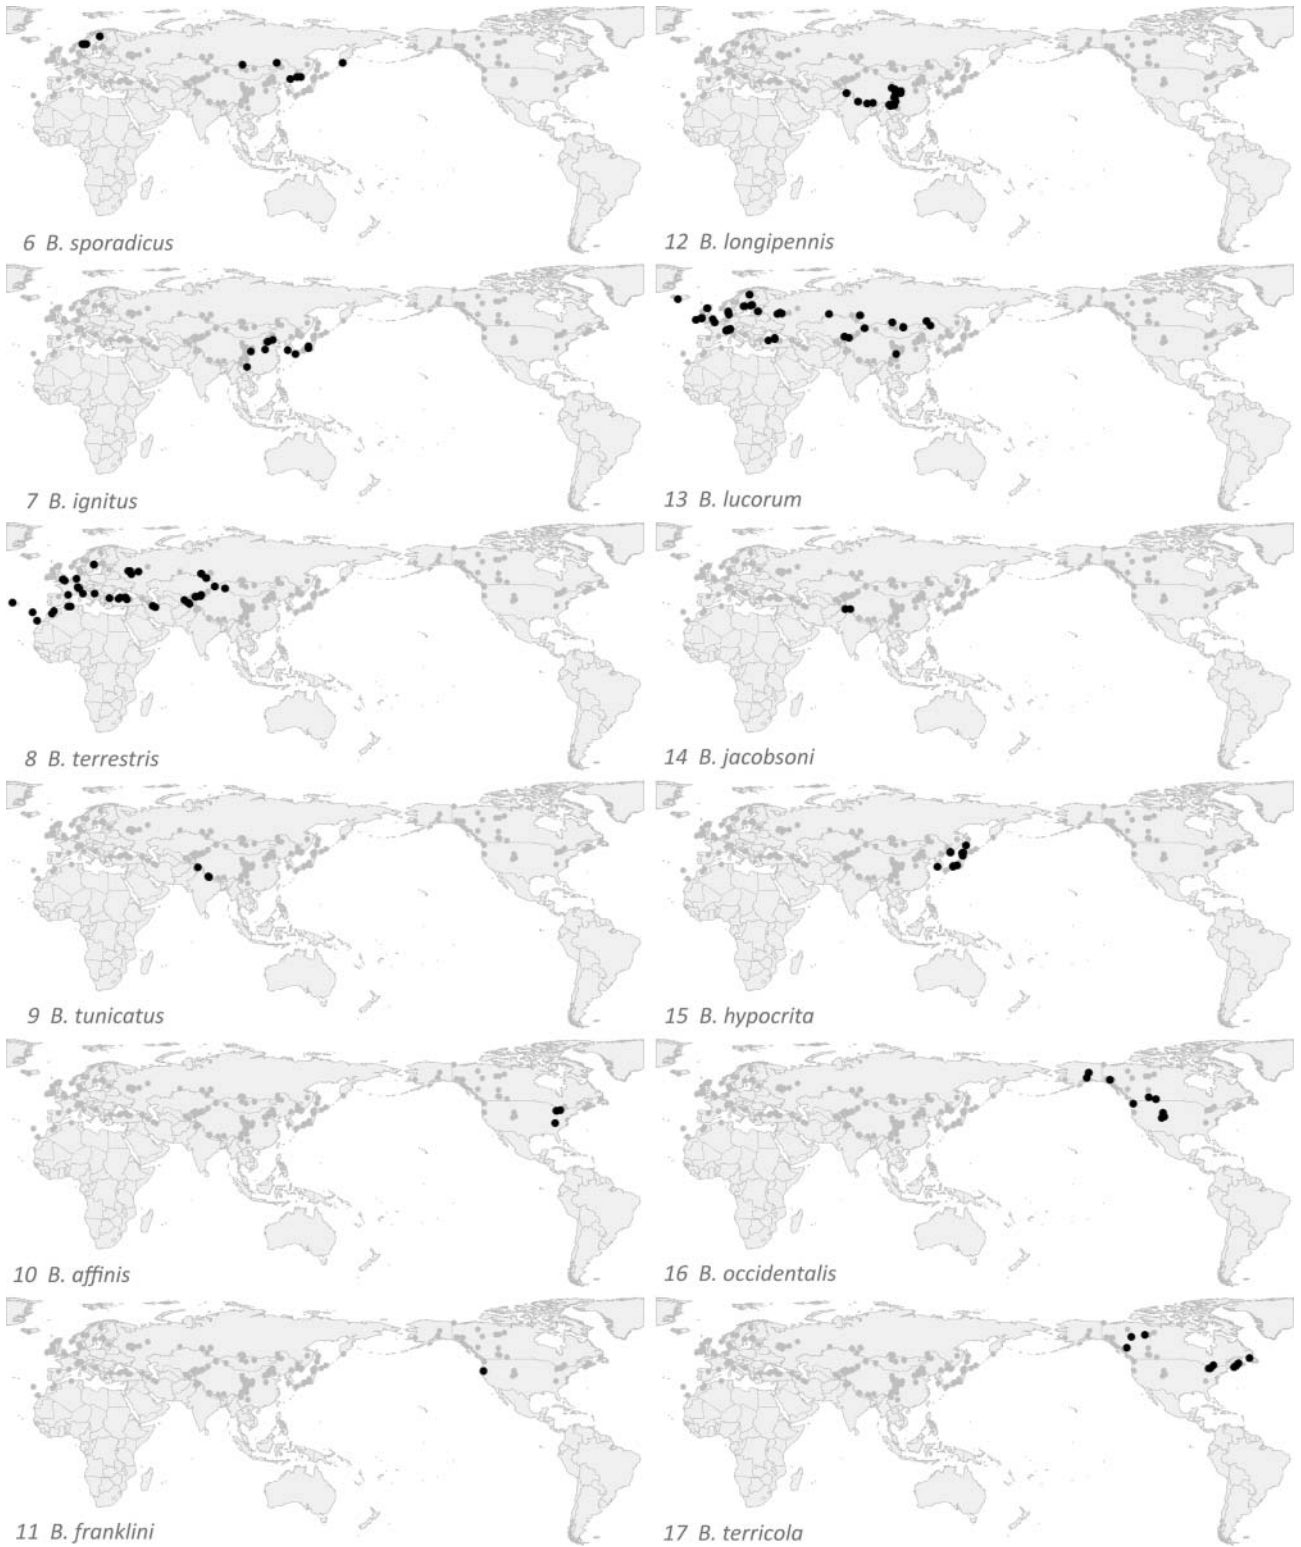 6 B. sporadicus
12 B. longipennis
7 B. ignitus
13 B. lucorum
8 B. terrestris
14 B. jacobsoni
9 B. tunicatus
15 B. hypocrita
10 B. affinis
16 B. occidentalis
11 B. franklini
17 B. terricola